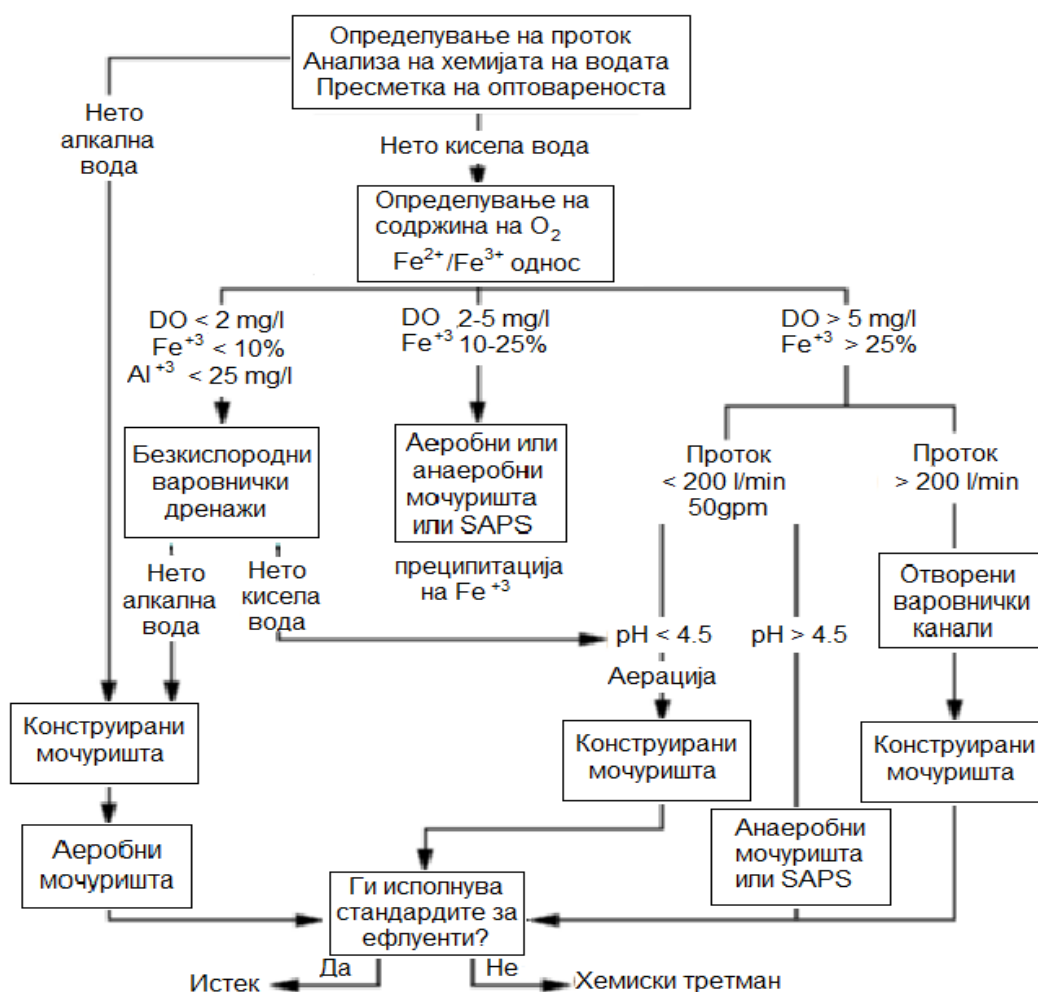 Определување на проток
Анализа на хемијата на водата
Пресметка на оптовареноста
Нето
алкална
вода
Нето кисела вода
Определување на
содржина на O2
Fe2+/Fe3+ однос
DO < 2 mg/l
Fe+3 < 10%
Al+3 < 25 mg/l
DO 2-5 mg/l
Fe+3 10-25%
DO > 5 mg/l
Fe+3 > 25%
Безкислородни
варовнички
дренажи
Аеробни или
анаеробни
мочуришта
или SAPS
преципитација
на Fe+3
Проток
< 200 l/min
50gpm
Проток
> 200 l/min
Нето
алкална
вода
Нето
кисела
вода
pH < 4.5
Аерација
pH > 4.5
Отворени
варовнички
канали
Конструирани
мочуришта
Конструирани
мочуришта
Конструирани
мочуришта
Аеробни
мочуришта
Анаеробни
мочуришта
или SAPS
Ги исполнува
стандардите за
ефлуенти?
Да
Не
Истек
Хемиски третман